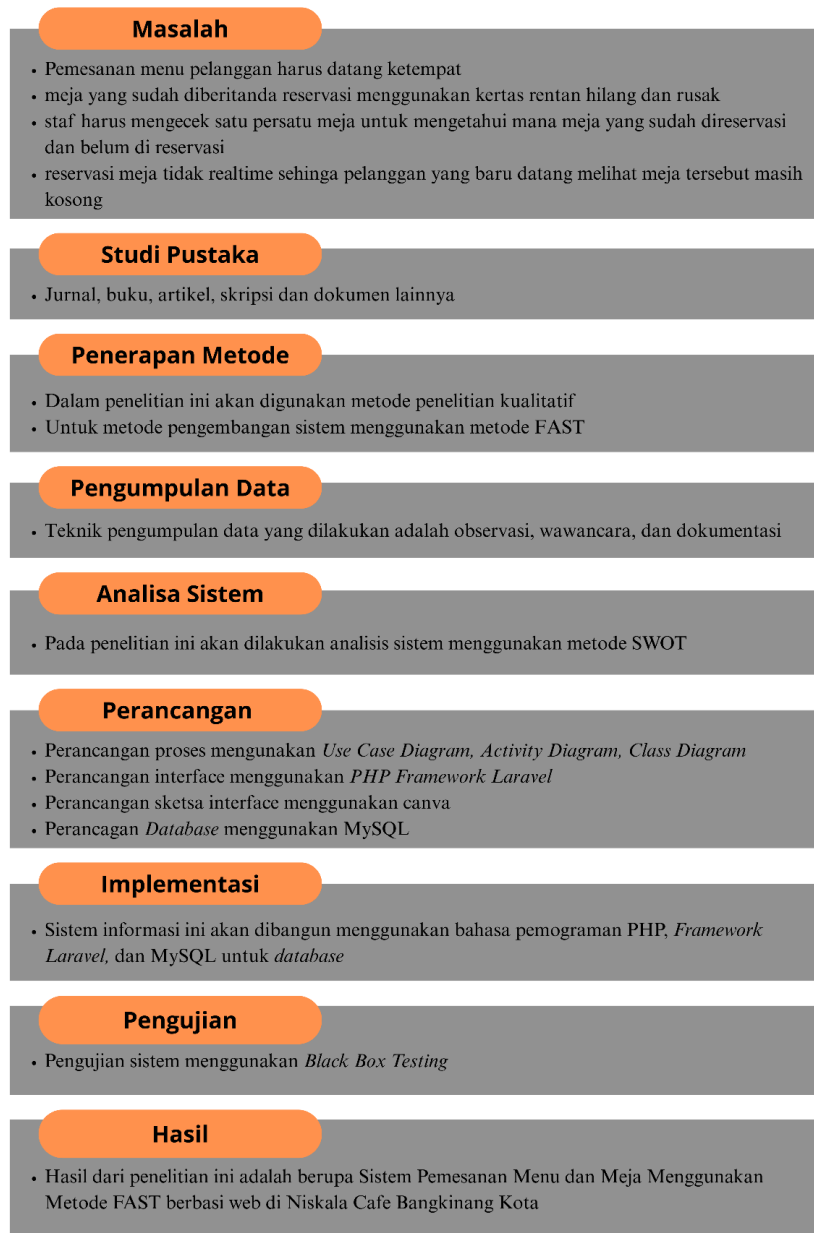 Masalah
• Pemesanan menu pelanggan harus datang ketempat
• meja yang sudah diberitanda reservasi menggunakan kertas rentan hilang dan rusak
• staf harus mengecek satu persatu meja untuk mengetahui mana meja yang sudah direservasi
dan belum di reservasi
• reservasi meja tidak realtime sehinga pelanggan yang baru datang melihat meja tersebut masih
kosong
Studi Pustaka
• Jurnal, buku, artikel, skripsi dan dokumen lainnya
Penerapan Metode
• Dalam penelitian ini akan digunakan metode penelitian kualitatif
• Untuk metode pengembangan sistem menggunakan metode FAST
Pengumpulan Data
• Teknik pengumpulan data yang dilakukan adalah observasi, wawancara, dan dokumentasi
Analisa Sistem
• Pada penelitian ini akan dilakukan analisis sistem menggunakan metode SWOT
Perancangan
• Perancangan proses mengunakan Use Case Diagram, Activity Diagram, Class Diagram
• Perancangan interface menggunakan PHP Framework Laravel
• Perancangan sketsa interface menggunakan canva
• Perancagan Database menggunakan MySQL
Implementasi
• Sistem informasi ini akan dibangun menggunakan bahasa pemograman PHP, Framework
Laravel, dan MySQL untuk database
Pengujian
• Pengujian sistem menggunakan Black Box Testing
Hasil
• Hasil dari penelitian ini adalah berupa Sistem Pemesanan Menu dan Meja Menggunakan
Metode FAST berbasi web di Niskala Cafe Bangkinang Kota